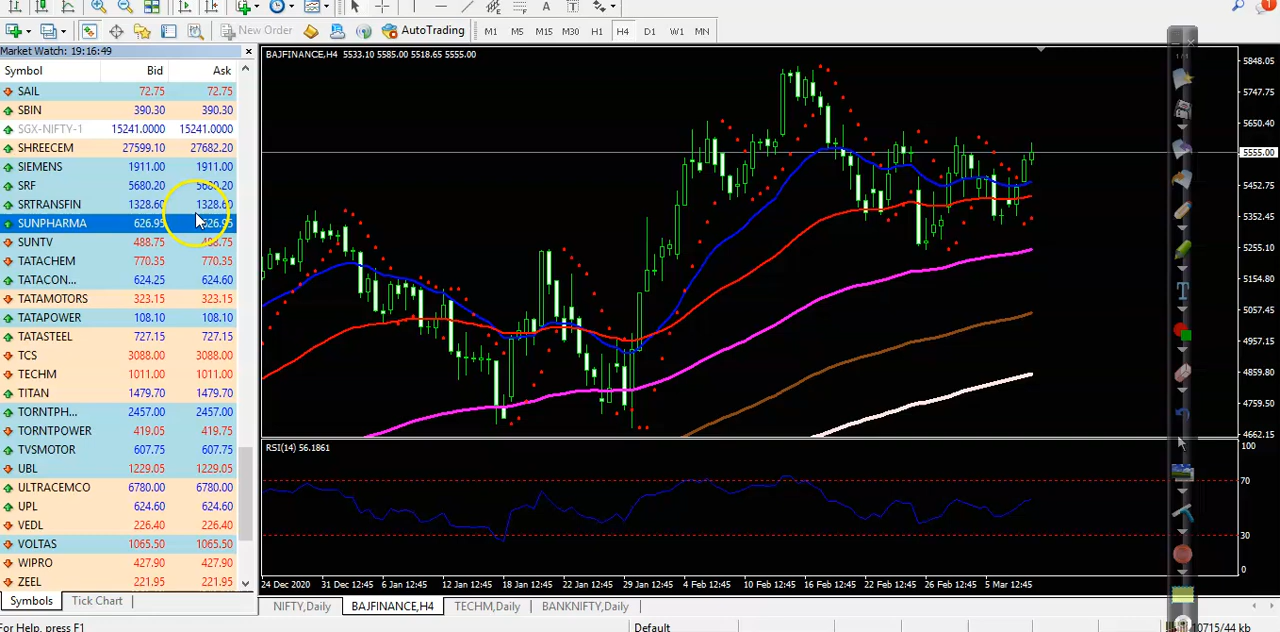 New Order
AutoTrading
M1 M5 M15 M30 H1 H4 D1 W1 MN
Market Watch: 19:16:49
Symbol Bid Ask
SAIL 72.75 72.75
SBIN 390.30 390.30
SGX-NIFTY-1 15241.0000 15241.0000
SHREECEM 27599.10 27682.20
SIEMENS 1911.00 1911.00
SRF 5680.20 5680.20
SRTRANSFIN 1328.60 1328.60
SUNPHARMA 626.95 626.95
SUNTV 488.75 488.75
TATACHEM 770.35 770.35
TATACON... 624.25 624.60
TATAMOTORS 323.15 323.15
TATAPOWER 108.10 108.10
TATASTEEL 727.15 727.15
TCS 3088.00 3088.00
TECHM 1011.00 1011.00
TITAN 1479.70 1479.70
TORNTPH... 2457.00 2457.00
TORNTPOWER 419.05 419.75
TVSMOTOR 607.75 607.75
UBL 1229.05 1229.05
ULTRACEMCO 6780.00 6780.00
UPL 624.60 624.60
VEDL 226.40 226.40
VOLTAS 1065.50 1065.50
WIPRO 427.90 427.90
ZEEL 221.95 221.95
Symbols Tick Chart
BAJFINANCE,H4 5533.10 5585.00 5518.65 5555.00
5848.05
5747.75
5650.40
5555.00
5452.75
5352.45
5255.10
5154.80
5057.45
4957.15
4859.80
4759.50
4662.15
RSI(14) 56.1861
100
70
30
0
24 Dec 2020 31 Dec 12:45 6 Jan 12:45 12 Jan 12:45 18 Jan 12:45 22 Jan 12:45 29 Jan 12:45 4 Feb 12:45 10 Feb 12:45 16 Feb 12:45 22 Feb 12:45 26 Feb 12:45 5 Mar 12:45
NIFTY,Daily BAJFINANCE,H4 TECHM,Daily BANKNIFTY,Daily
For Help, press F1 Default 10715/44 kb